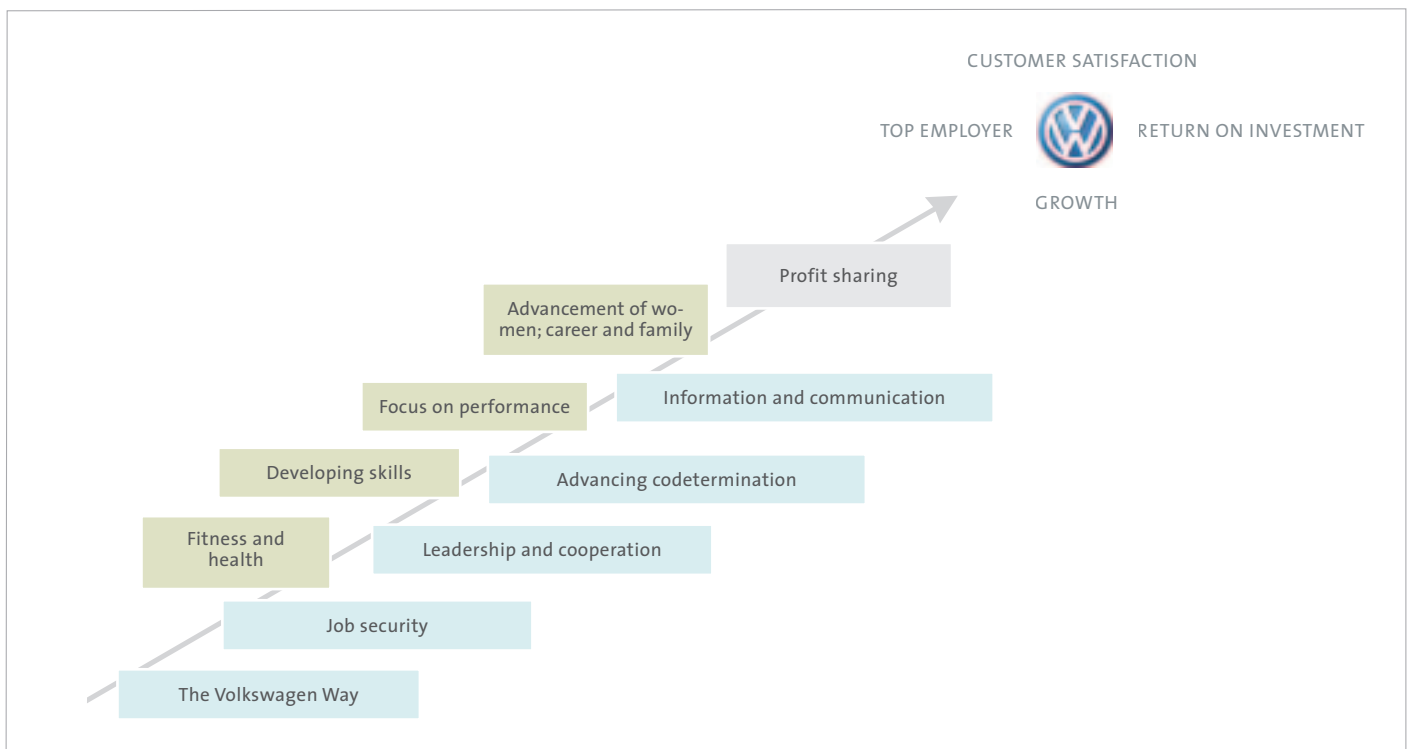 CUSTOMER SATISFACTION
TOP EMPLOYER
VW
RETURN ON INVESTMENT
GROWTH
Profit sharing
Advancement of wo-
men; career and family
Information and communication
Focus on performance
Developing skills
Advancing codetermination
Fitness and
health
Leadership and cooperation
Job security
The Volkswagen Way